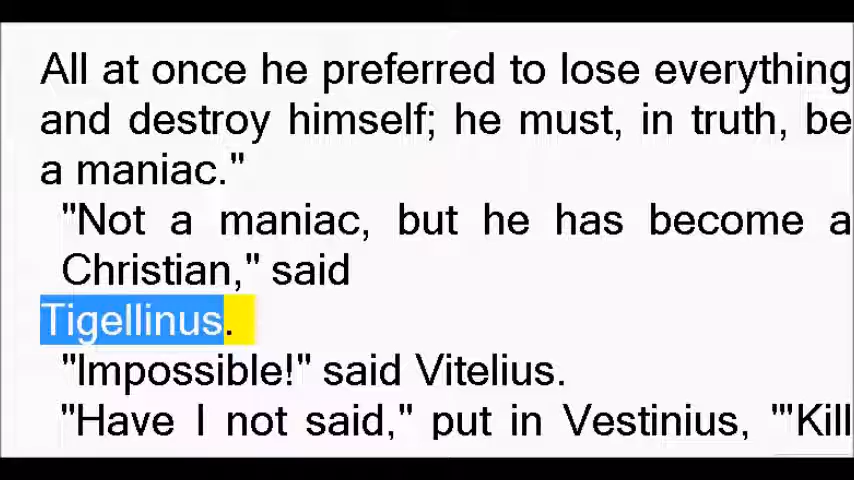 All at once he preferred to lose everything
and destroy himself; he must, in truth, be
a maniac."
"Not a maniac, but he has become a
Christian," said
Tigellinus.
"Impossible!" said Vitelius.
"Have I not said," put in Vestinius, "'Kill